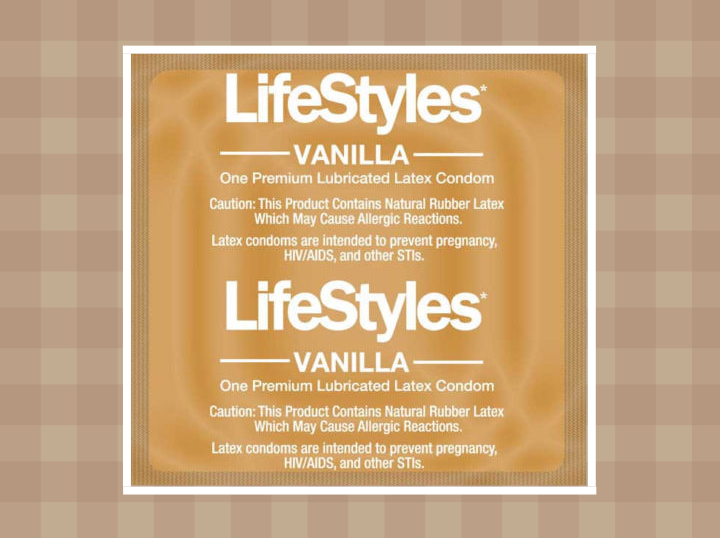 LifeStyles*
VANILLA
One Premium Lubricated Latex Condom
Caution: This Product Contains Natural Rubber Latex
Which May Cause Allergic Reactions.
Latex condoms are intended to prevent pregnancy,
HIV/AIDS, and other STIs.
LifeStyles*
VANILLA
One Premium Lubricated Latex Condom
Caution: This Product Contains Natural Rubber Latex
Which May Cause Allergic Reactions.
Latex condoms are intended to prevent pregnancy,
HIV/AIDS, and other STIs.